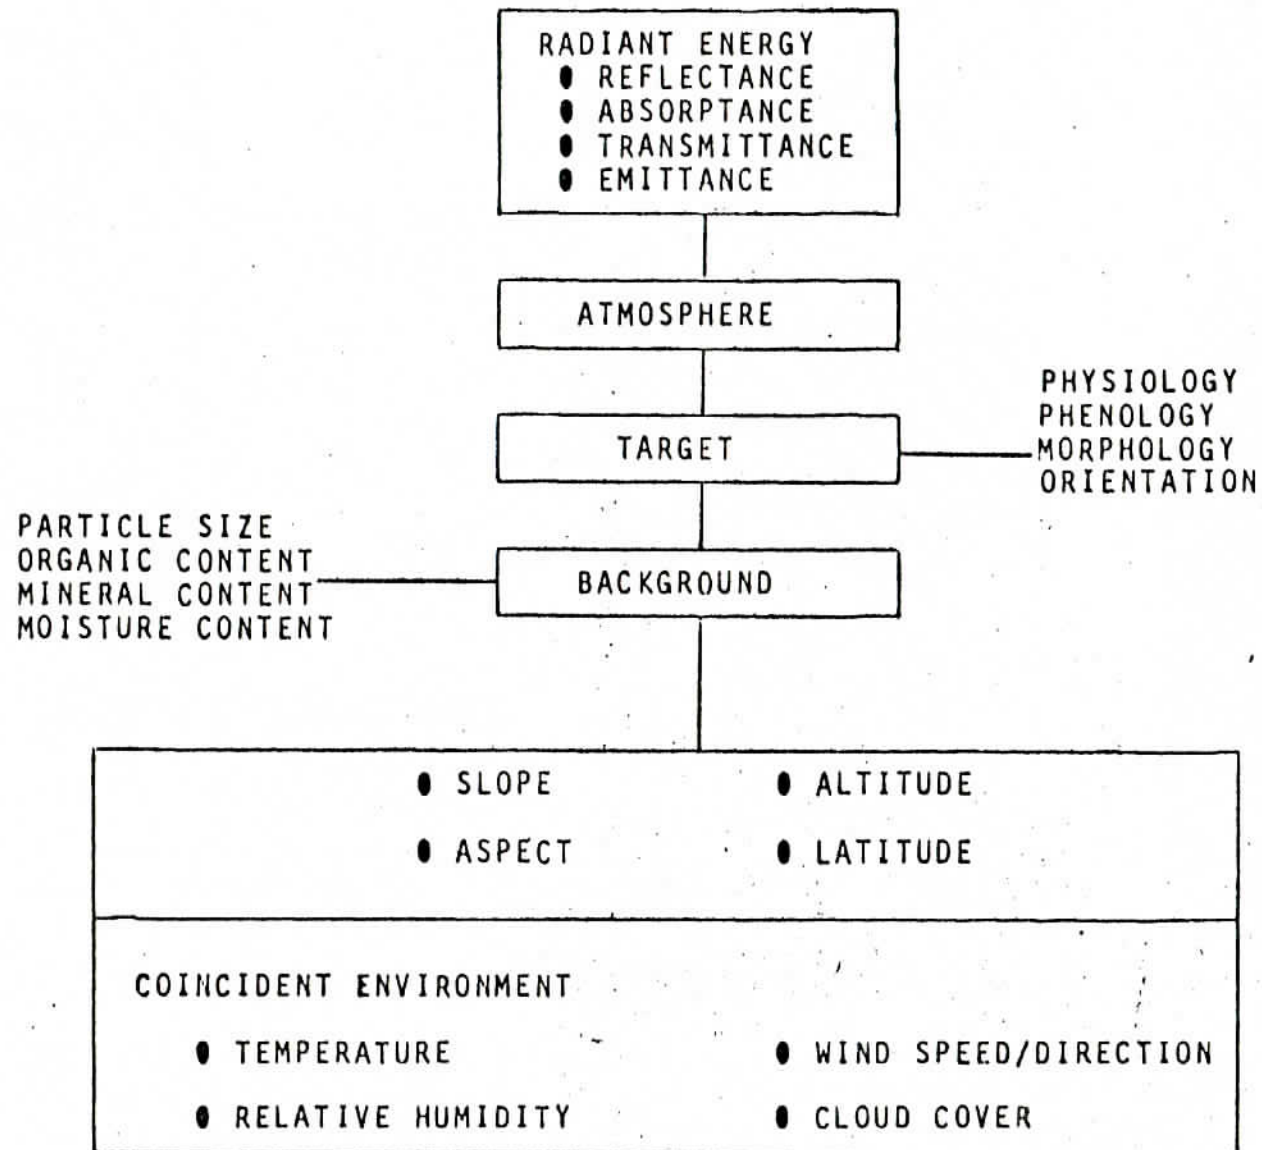 RADIANT ENERGY
● REFLECTANCE
● ABSORPTANCE
● TRANSMITTANCE
● EMITTANCE
ATMOSPHERE
TARGET
PHYSIOLOGY
PHENOLOGY
MORPHOLOGY
ORIENTATION
PARTICLE SIZE
ORGANIC CONTENT
MINERAL CONTENT
MOISTURE CONTENT
BACKGROUND
● SLOPE ● ALTITUDE
● ASPECT ● LATITUDE
COINCIDENT ENVIRONMENT
● TEMPERATURE ● WIND SPEED/DIRECTION
● RELATIVE HUMIDITY ● CLOUD COVER